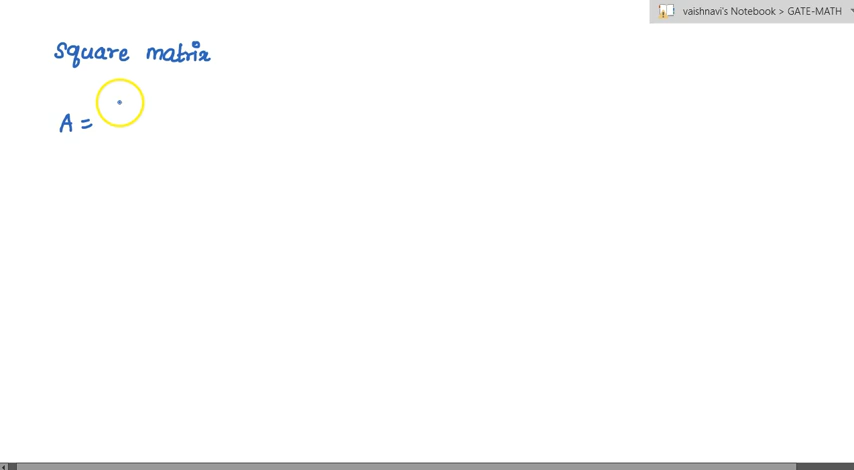 vaishnavi's Notebook > GATE-MATH
Square matrix
A =